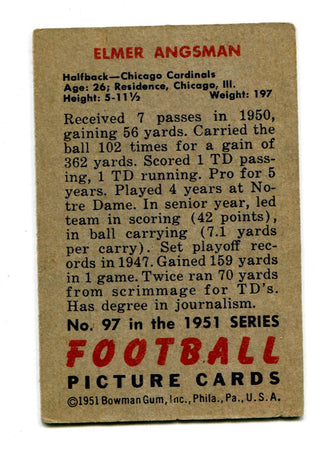 ELMER ANGSMAN
Halfback—Chicago Cardinals
Age: 26; Residence, Chicago, Ill.
Height: 5-11½ Weight: 197
Received 7 passes in 1950,
gaining 56 yards. Carried the
ball 102 times for a gain of
362 yards. Scored 1 TD pass-
ing, 1 TD running. Pro for 5
years. Played 4 years at No-
tre Dame. In senior year, led
team in scoring (42 points),
in ball carrying (7.1 yards
per carry). Set playoff rec-
ords in 1947. Gained 159 yards
in 1 game. Twice ran 70 yards
from scrimmage for TD's.
Has degree in journalism.
No. 97 in the 1951 SERIES
FOOTBALL
PICTURE CARDS
©1951 Bowman Gum, Inc., Phila., Pa., U.S.A.